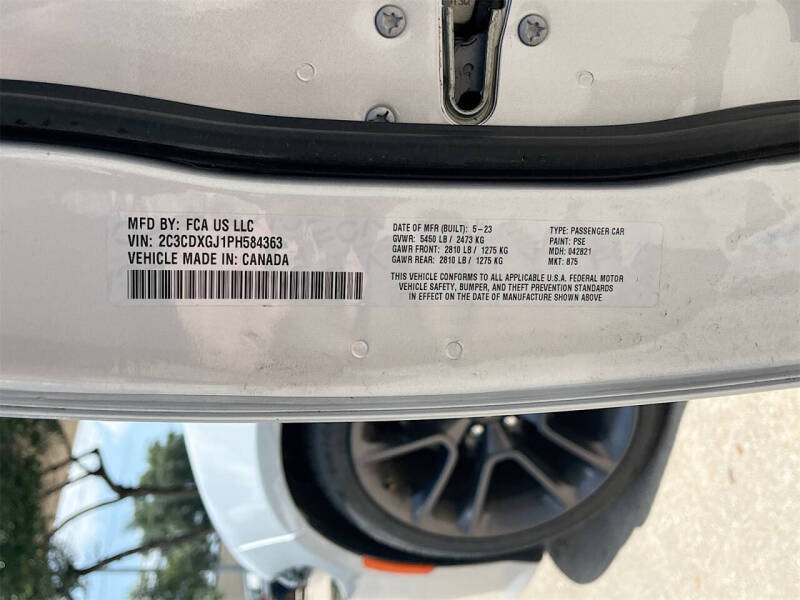 MFD BY: FCA US LLC
VIN: 2C3CDXGJ1PH584363
VEHICLE MADE IN: CANADA
DATE OF MFR (BUILT): 5-23
GVWR: 5450 LB / 2473 KG
GAWR FRONT: 2810 LB / 1275 KG
GAWR REAR: 2810 LB / 1275 KG
TYPE: PASSENGER CAR
PAINT: PSE
MDH: 042821
MKT: 875
THIS VEHICLE CONFORMS TO ALL APPLICABLE U.S.A. FEDERAL MOTOR
VEHICLE SAFETY, BUMPER, AND THEFT PREVENTION STANDARDS
IN EFFECT ON THE DATE OF MANUFACTURE SHOWN ABOVE